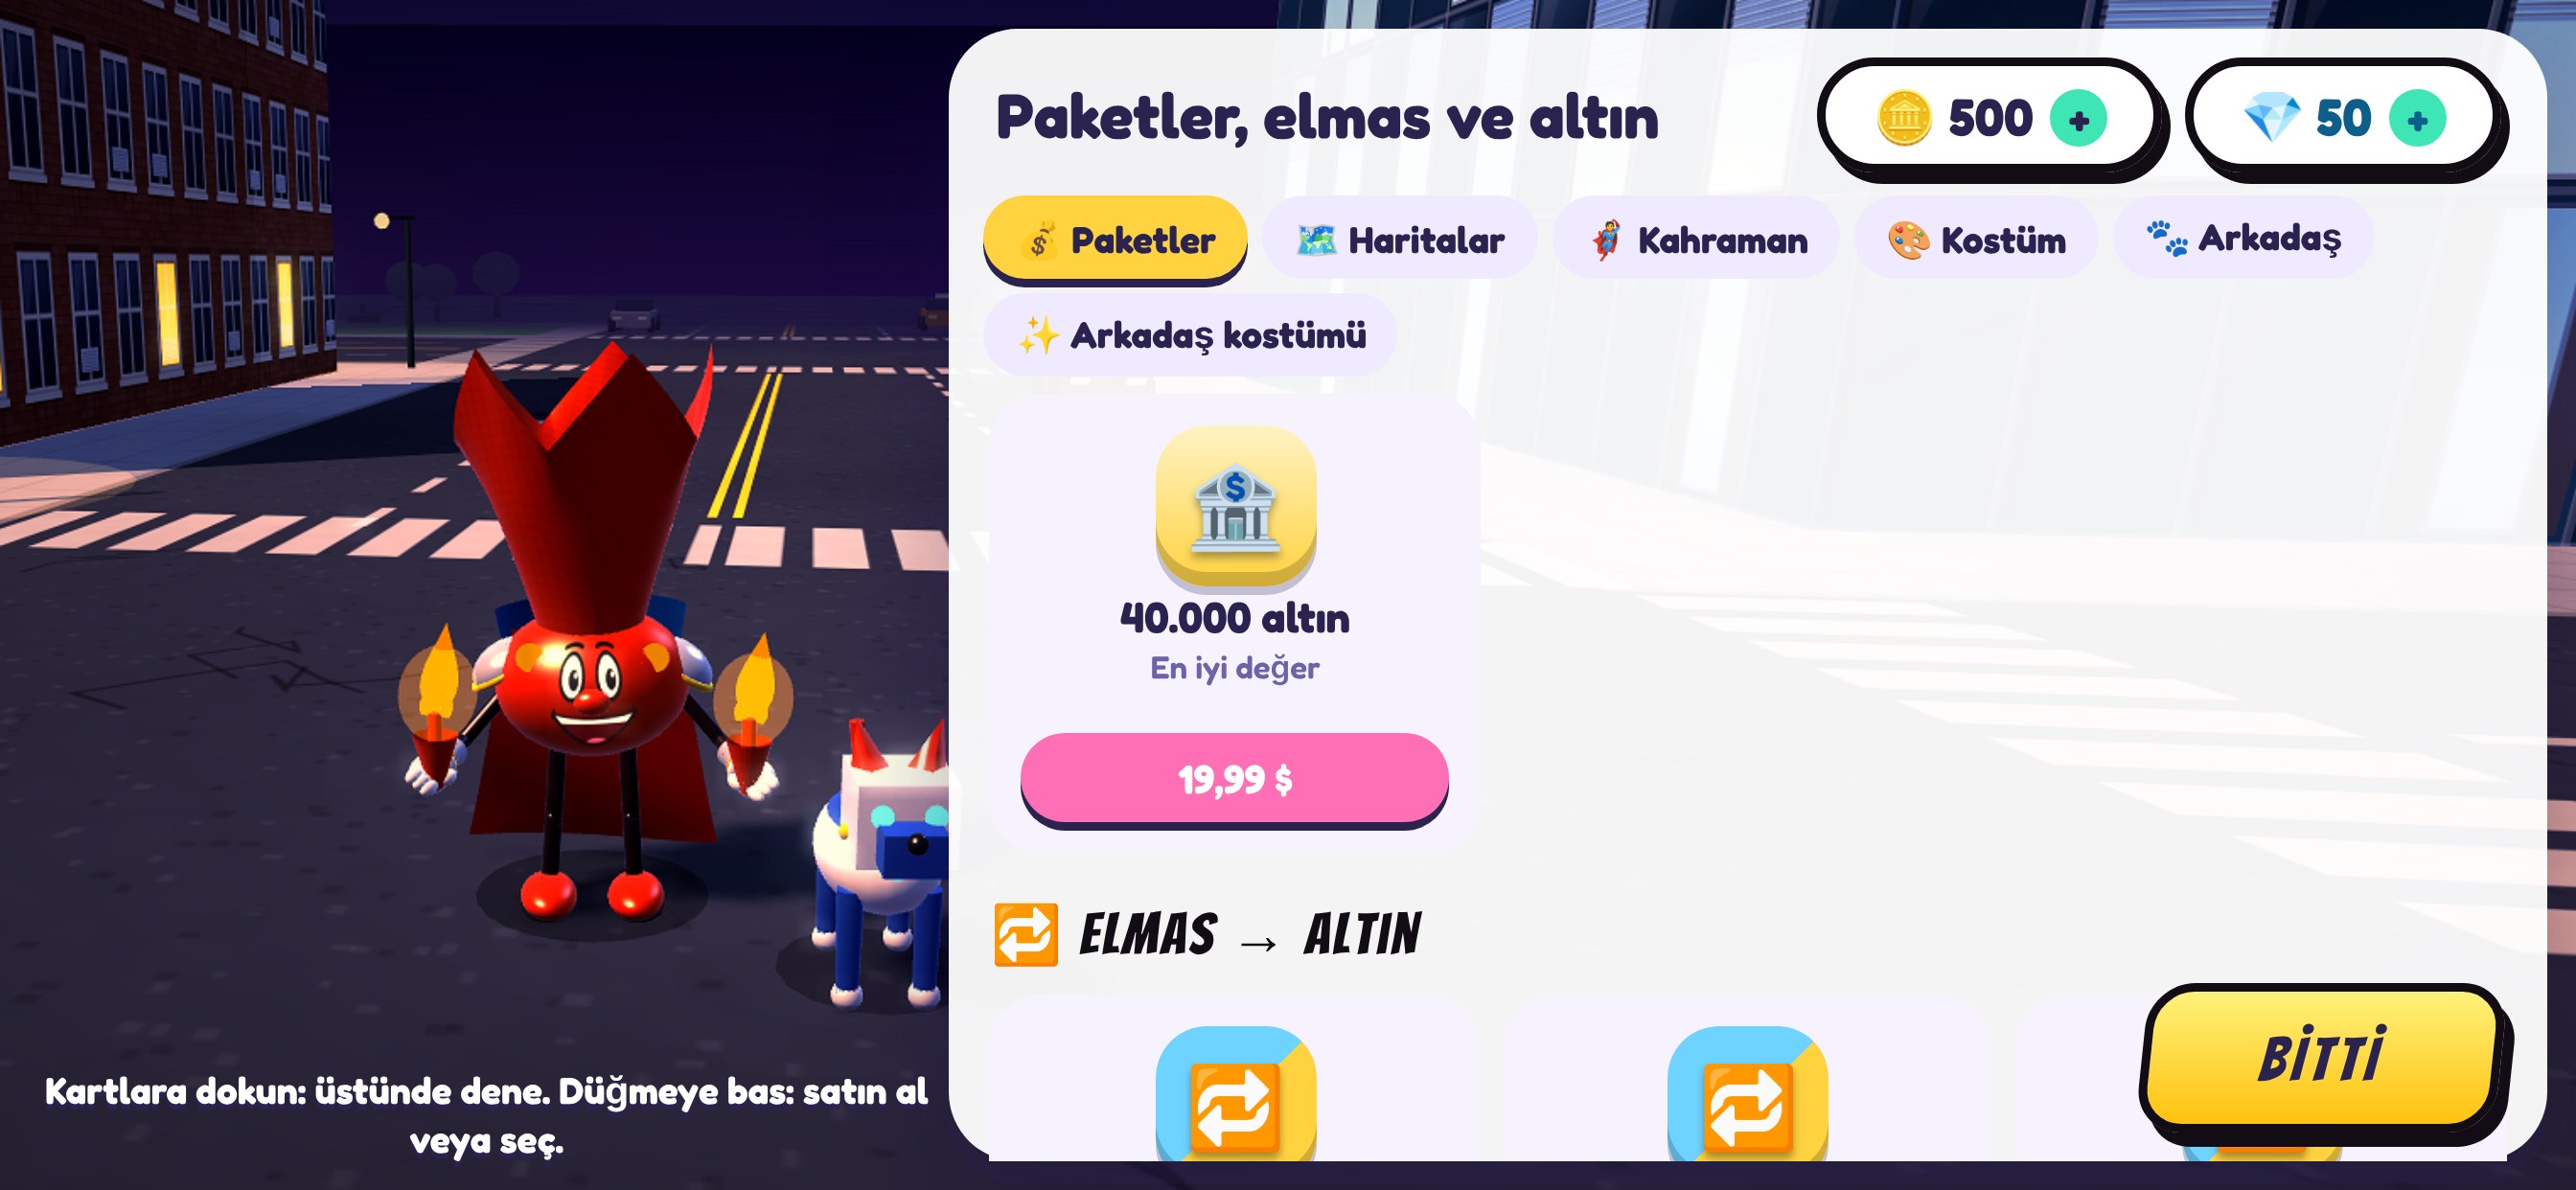 Paketler, elmas ve altın
500 +
50 +
Paketler
Haritalar
Kahraman
Kostüm
Arkadaş
Arkadaş kostümü
40.000 altın
En iyi değer
19,99 $
ELMAS → ALTIN
BİTTİ
Kartlara dokun: üstünde dene. Düğmeye bas: satın al
veya seç.